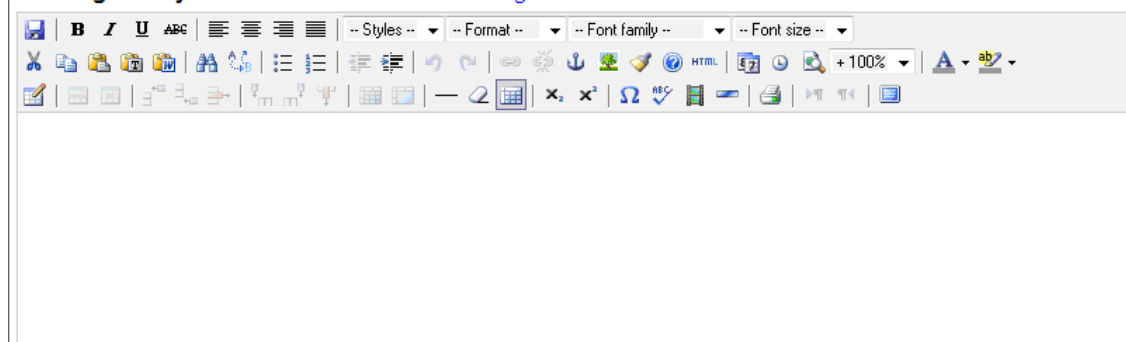 B I U ABC -- Styles -- -- Format -- -- Font family -- -- Font size --
HTML + 100% A ab
X₂ X² Ω ABC